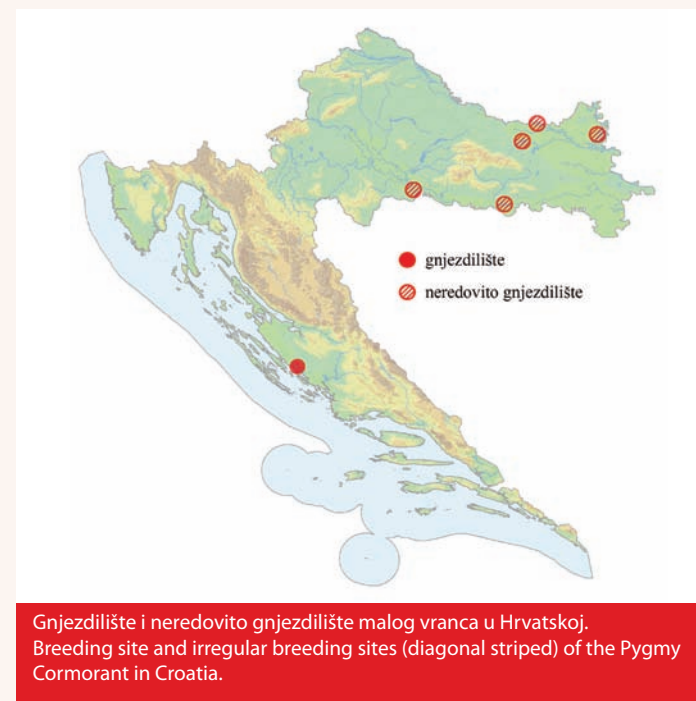 gnjezdilište
neredovito gnjezdilište
Gnjezdilište i neredovito gnjezdilište malog vranca u Hrvatskoj.
Breeding site and irregular breeding sites (diagonal striped) of the Pygmy
Cormorant in Croatia.